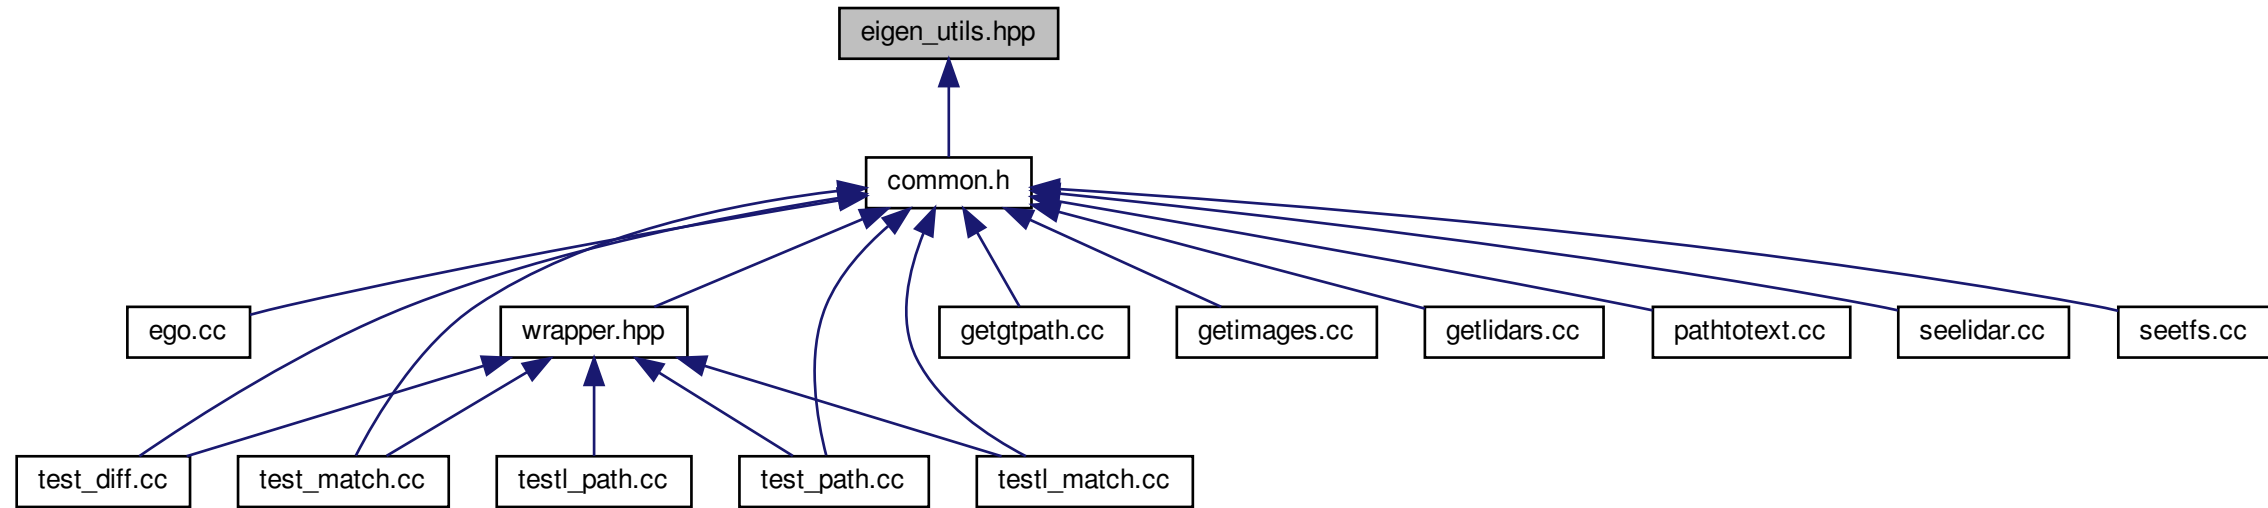 eigen_utils.hpp
common.h
ego.cc
wrapper.hpp
getgtpath.cc
getimages.cc
getlidars.cc
pathtotext.cc
seelidar.cc
seetfs.cc
test_diff.cc
test_match.cc
testl_path.cc
test_path.cc
testl_match.cc